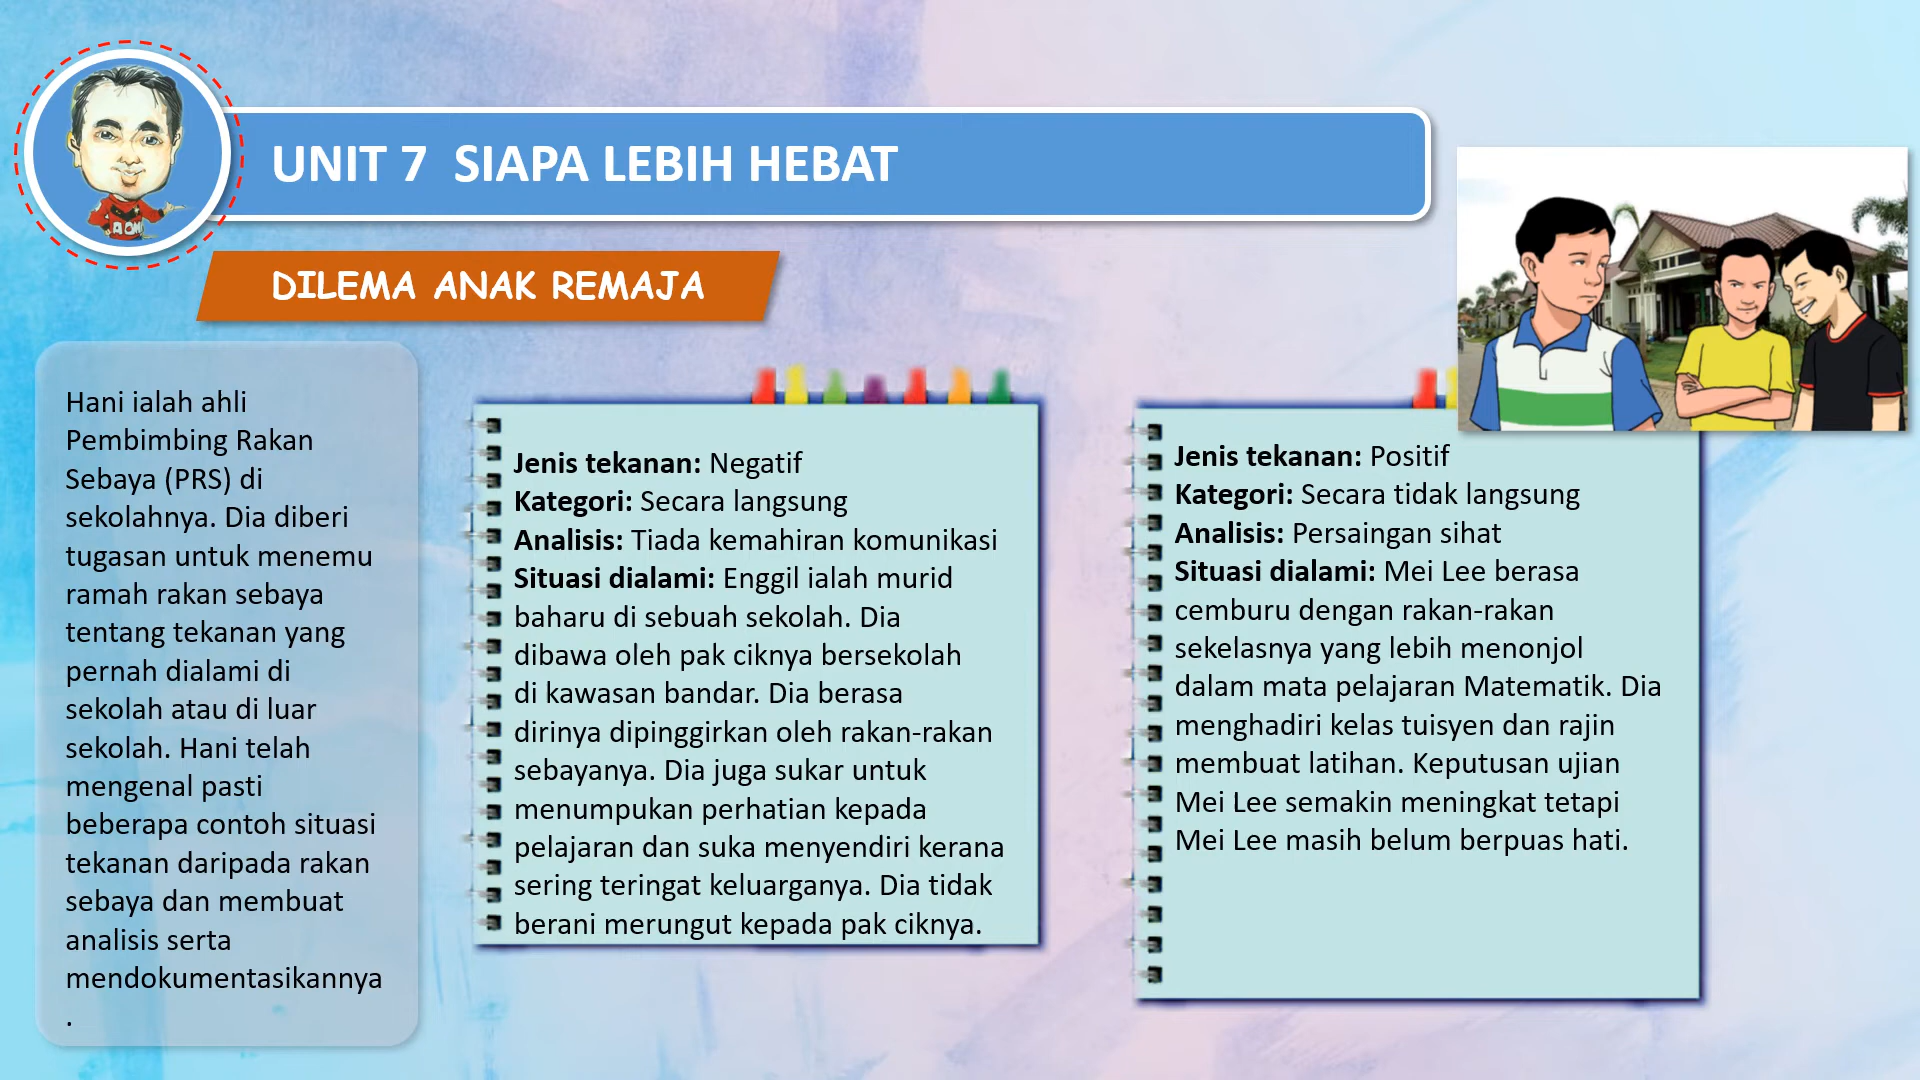 UNIT 7 SIAPA LEBIH HEBAT
DILEMA ANAK REMAJA
Hani ialah ahli
Pembimbing Rakan
Sebaya (PRS) di
sekolahnya. Dia diberi
tugasan untuk menemu
ramah rakan sebaya
tentang tekanan yang
pernah dialami di
sekolah atau di luar
sekolah. Hani telah
mengenal pasti
beberapa contoh situasi
tekanan daripada rakan
sebaya dan membuat
analisis serta
mendokumentasikannya
.
Jenis tekanan: Negatif
Kategori: Secara langsung
Analisis: Tiada kemahiran komunikasi
Situasi dialami: Enggil ialah murid
baharu di sebuah sekolah. Dia
dibawa oleh pak ciknya bersekolah
di kawasan bandar. Dia berasa
dirinya dipinggirkan oleh rakan-rakan
sebayanya. Dia juga sukar untuk
menumpukan perhatian kepada
pelajaran dan suka menyendiri kerana
sering teringat keluarganya. Dia tidak
berani merungut kepada pak ciknya.
Jenis tekanan: Positif
Kategori: Secara tidak langsung
Analisis: Persaingan sihat
Situasi dialami: Mei Lee berasa
cemburu dengan rakan-rakan
sekelasnya yang lebih menonjol
dalam mata pelajaran Matematik. Dia
menghadiri kelas tuisyen dan rajin
membuat latihan. Keputusan ujian
Mei Lee semakin meningkat tetapi
Mei Lee masih belum berpuas hati.